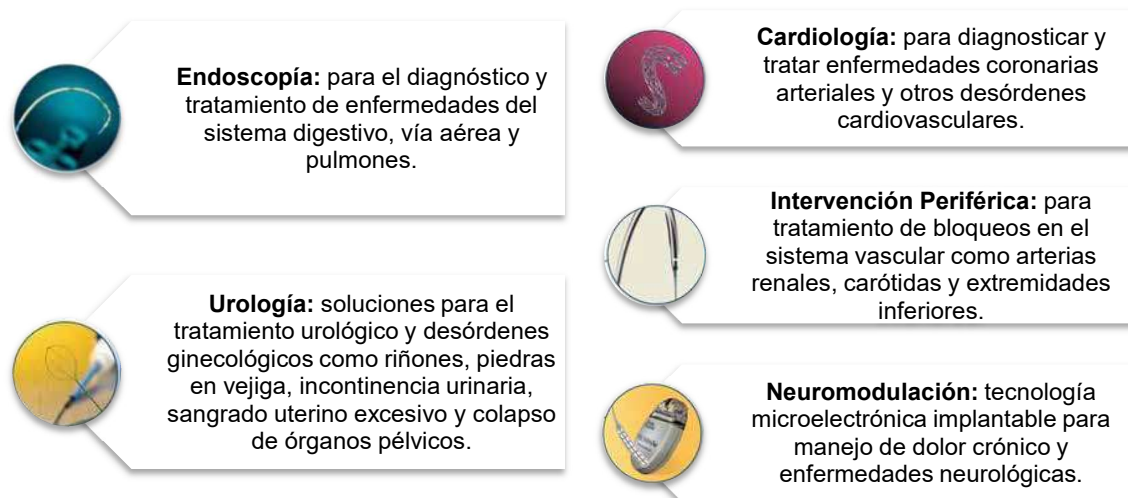 Endoscopía: para el diagnóstico y
tratamiento de enfermedades del
sistema digestivo, vía aérea y
pulmones.
Urología: soluciones para el
tratamiento urológico y desórdenes
ginecológicos como riñones, piedras
en vejiga, incontinencia urinaria,
sangrado uterino excesivo y colapso
de órganos pélvicos.
Cardiología: para diagnosticar y
tratar enfermedades coronarias
arteriales y otros desórdenes
cardiovasculares.
Intervención Periférica: para
tratamiento de bloqueos en el
sistema vascular como arterias
renales, carótidas y extremidades
inferiores.
Neuromodulación: tecnología
microelectrónica implantable para
manejo de dolor crónico y
enfermedades neurológicas.